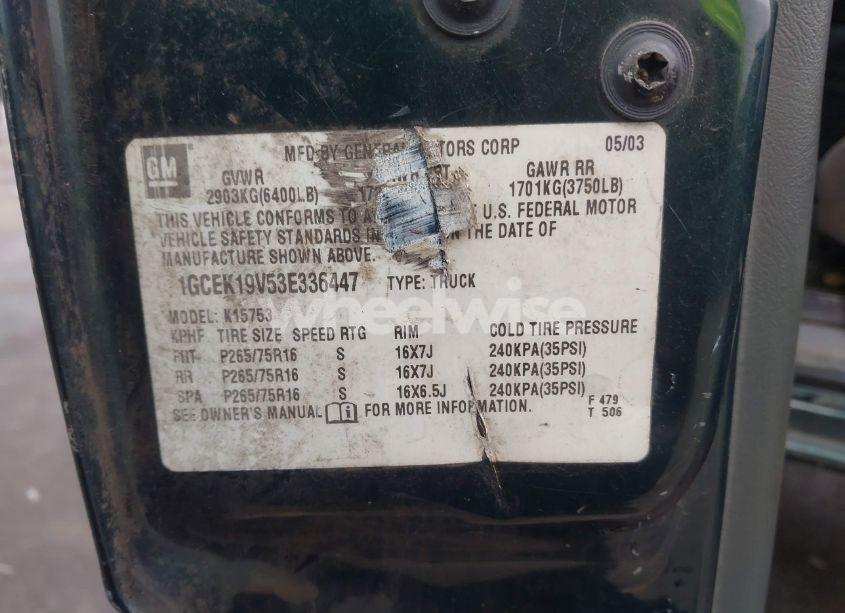 GM
MFD BY GENERAL MOTORS CORP 05/03
GVWR GAWR RR
2903KG(6400LB) 1701KG(3750LB)
THIS VEHICLE CONFORMS TO U.S. FEDERAL MOTOR
VEHICLE SAFETY STANDARDS IN THE DATE OF
MANUFACTURE SHOWN ABOVE.
1GCEK19V53E336447 TYPE: TRUCK
wheelwise
MODEL: K15753
KPHF TIRE SIZE SPEED RTG RIM COLD TIRE PRESSURE
FNT P265/75R16 S 16X7J 240KPA(35PSI)
RR P265/75R16 S 16X7J 240KPA(35PSI)
SPA P265/75R16 S 16X6.5J 240KPA(35PSI)
SEE OWNER'S MANUAL FOR MORE INFORMATION.
F 479
T 506